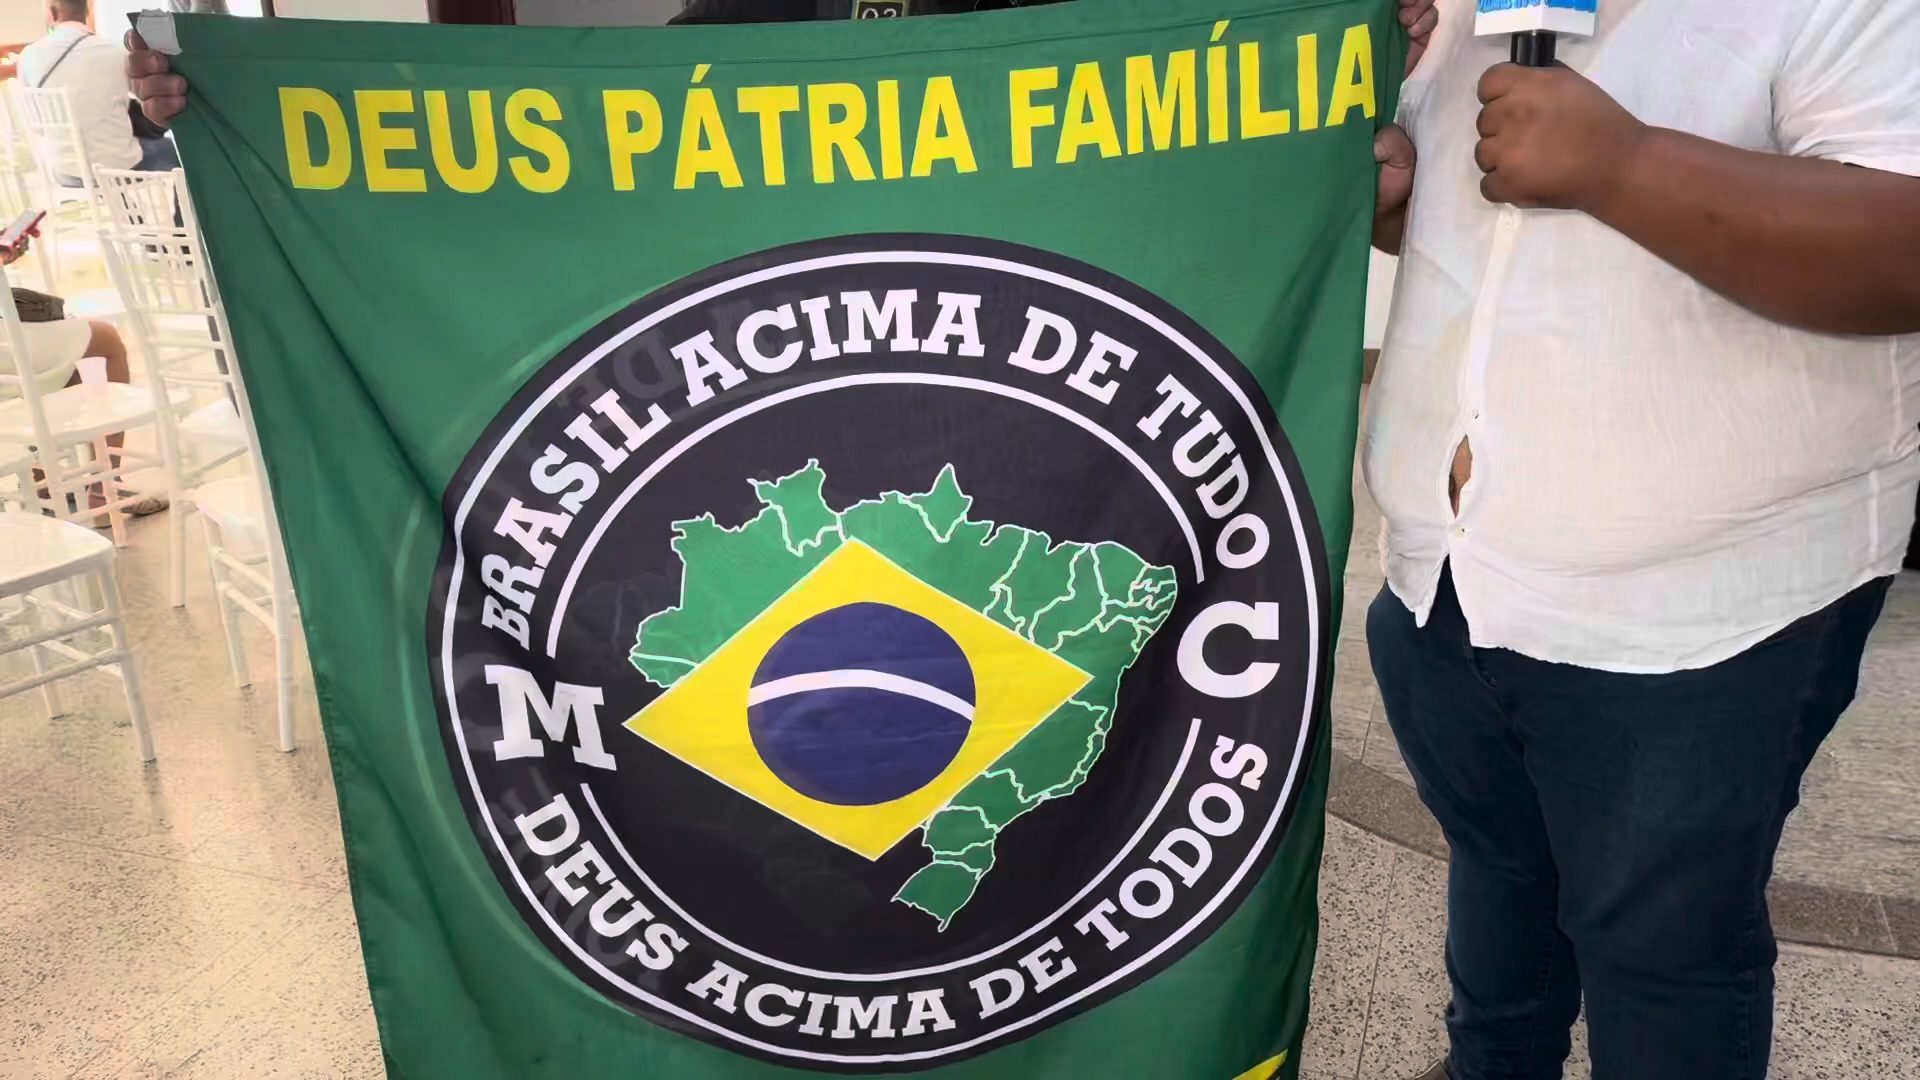 DEUS PÁTRIA FAMÍLIA
BRASIL ACIMA DE TUDO
M C
DEUS ACIMA DE TODOS